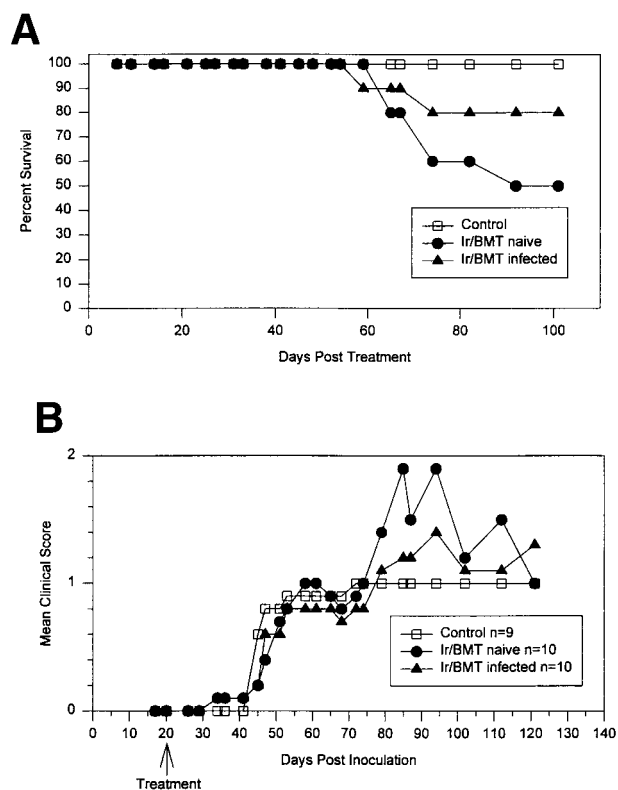 A
100
90
80
70
60
50
40
30
20
10
0
Percent Survival
Control
Ir/BMT naive
Ir/BMT infected
0 20 40 60 80 100
Days Post Treatment
B
2
1
0
Mean Clinical Score
Control n=9
Ir/BMT naive n=10
Ir/BMT infected n=10
0 10 20 30 40 50 60 70 80 90 100 110 120 130 140
Days Post Inoculation
Treatment